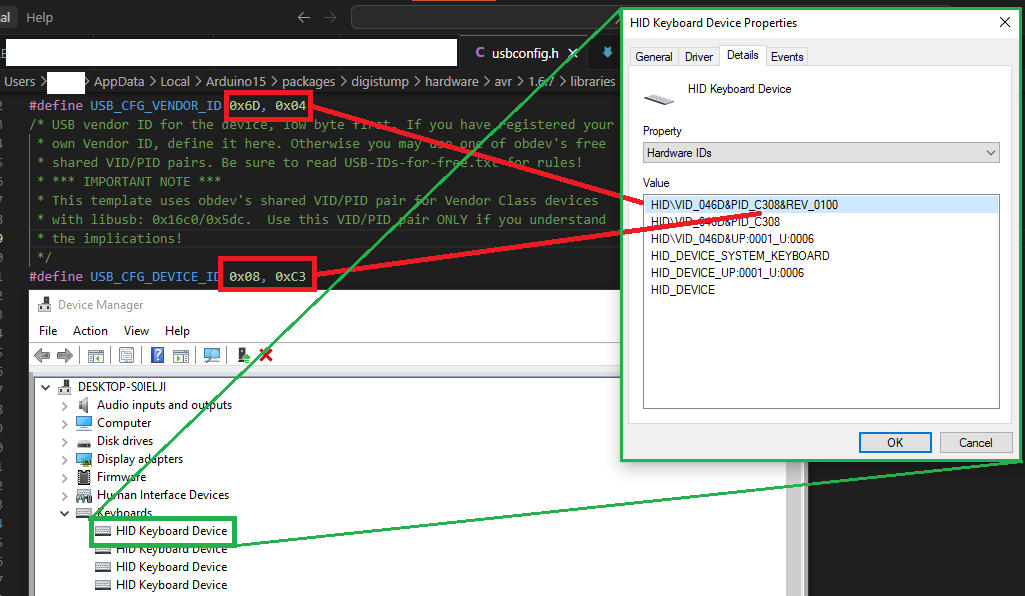 al Help
usbconfig.h
Users > AppData > Local > Arduino15 > packages > digistump > hardware > avr > 1.6.7 > libraries
#define USB_CFG_VENDOR_ID 0x6D, 0x04
/* USB vendor ID for the device, low byte first. If you have registered your
* own Vendor ID, define it here. Otherwise you may use one of obdev's free
* shared VID/PID pairs. Be sure to read USB-IDs-for-free.txt for rules!
* *** IMPORTANT NOTE ***
* This template uses obdev's shared VID/PID pair for Vendor Class devices
* with libusb: 0x16c0/0x5dc. Use this VID/PID pair ONLY if you understand
* the implications!
*/
#define USB_CFG_DEVICE_ID 0x08, 0xC3
Device Manager
File Action View Help
DESKTOP-S0IELJI
Audio inputs and outputs
Computer
Disk drives
Display adapters
Firmware
Human Interface Devices
Keyboards
HID Keyboard Device
HID Keyboard Device
HID Keyboard Device
HID Keyboard Device
HID Keyboard Device Properties
General Driver Details Events
HID Keyboard Device
Property
Hardware IDs
Value
HID\VID_046D&PID_C308&REV_0100
HID\VID_046D&PID_C308
HID\VID_046D&UP:0001_U:0006
HID_DEVICE_SYSTEM_KEYBOARD
HID_DEVICE_UP:0001_U:0006
HID_DEVICE
OK Cancel